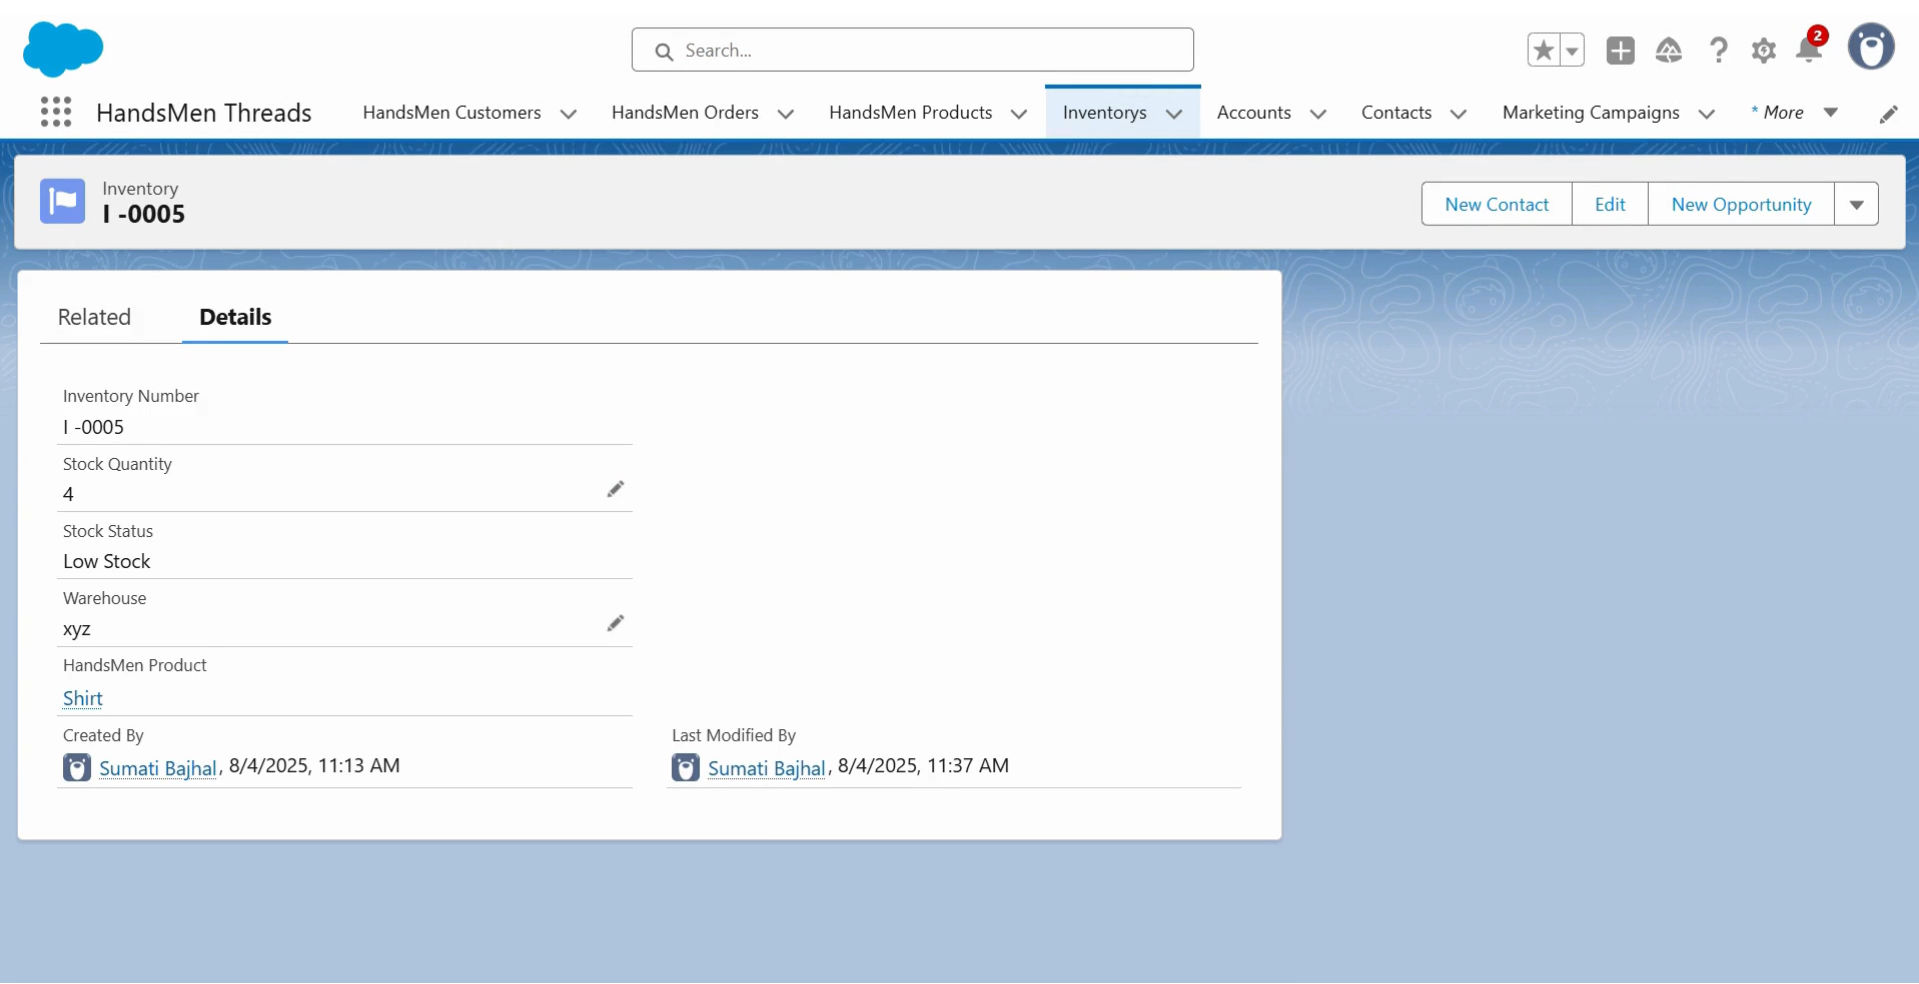 Search...
2
HandsMen Threads HandsMen Customers HandsMen Orders HandsMen Products Inventorys Accounts Contacts Marketing Campaigns * More
Inventory
I -0005
New Contact Edit New Opportunity
Related Details
Inventory Number
I -0005
Stock Quantity
4
Stock Status
Low Stock
Warehouse
xyz
HandsMen Product
Shirt
Created By Last Modified By
Sumati Bajhal, 8/4/2025, 11:13 AM Sumati Bajhal, 8/4/2025, 11:37 AM